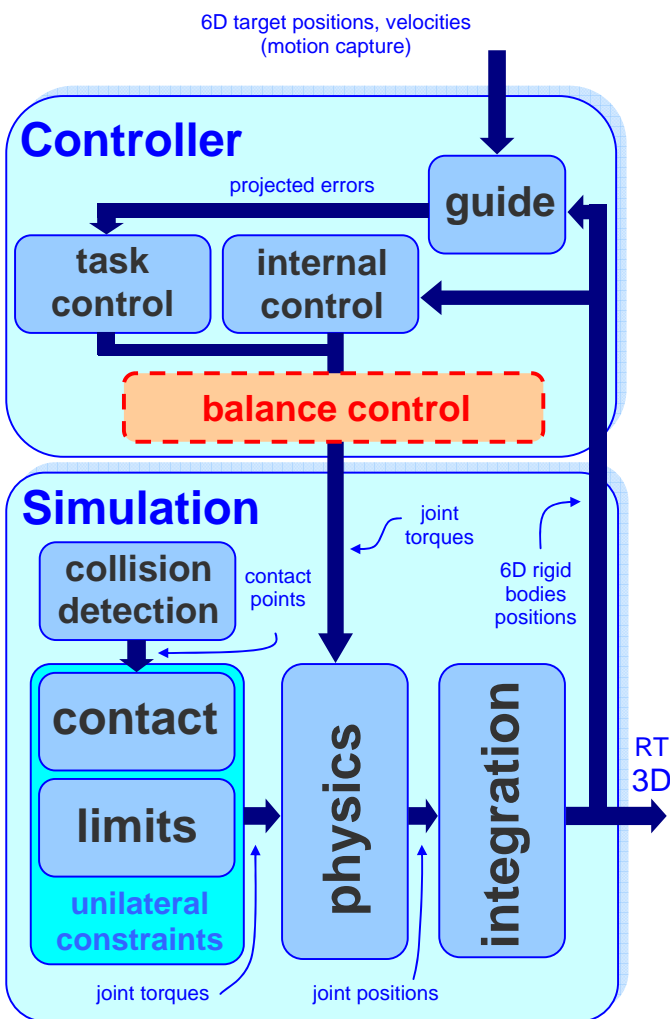 6D target positions, velocities
(motion capture)
Controller
projected errors
guide
task
control
internal
control
balance control
Simulation
joint
torques
collision
detection
contact
points
6D rigid
bodies
positions
contact
limits
unilateral
constraints
physics
integration
RT
3D
joint torques
joint positions